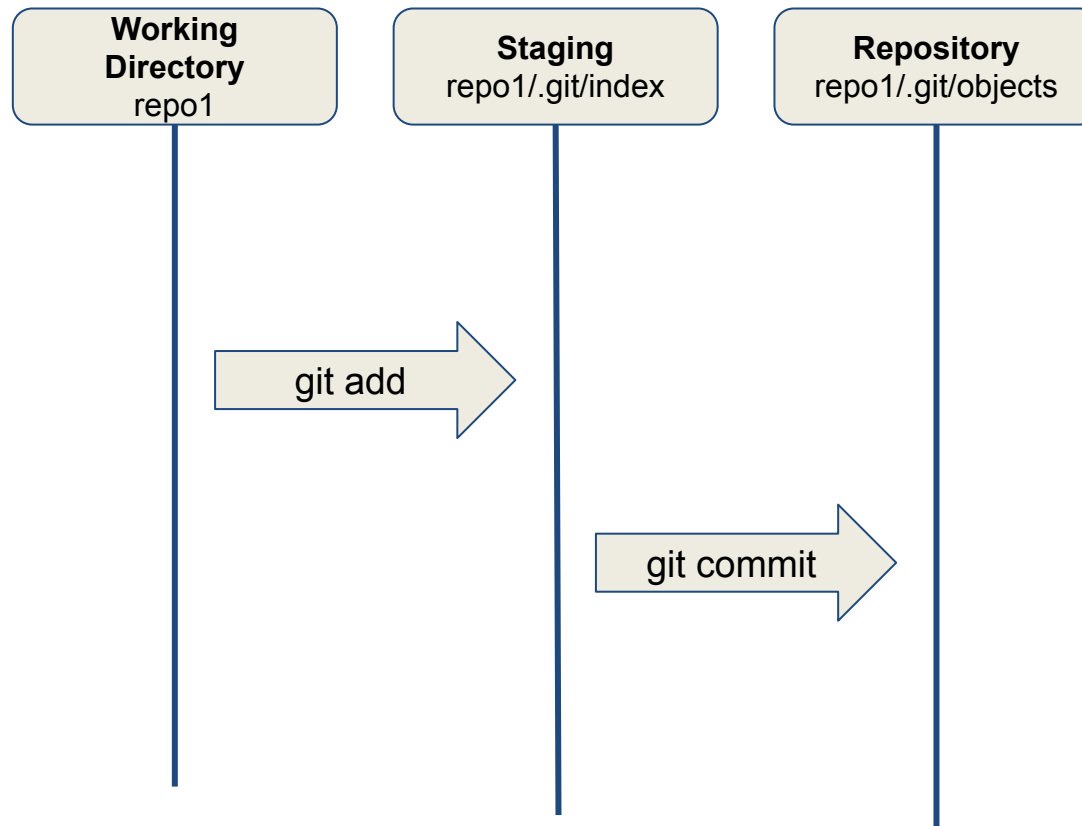 Working
Directory
repo1
Staging
repo1/.git/index
Repository
repo1/.git/objects
git add
git commit